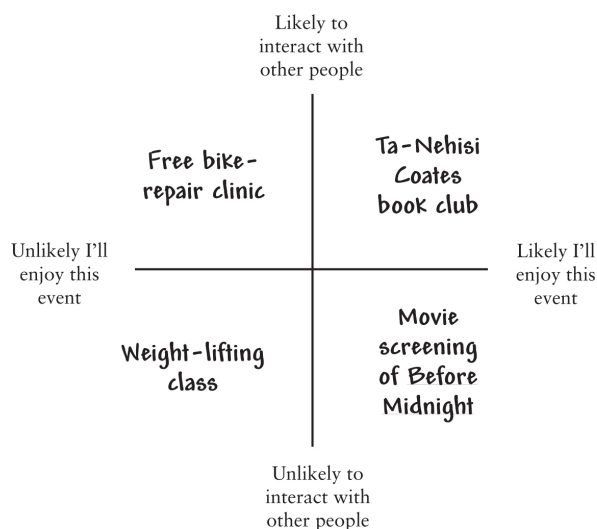 Likely to
interact with
other people
Free bike-
repair clinic
Ta-Nehisi
Coates
book club
Unlikely I'll
enjoy this
event
Likely I'll
enjoy this
event
Weight-lifting
class
Movie
screening
of Before
Midnight
Unlikely to
interact with
other people